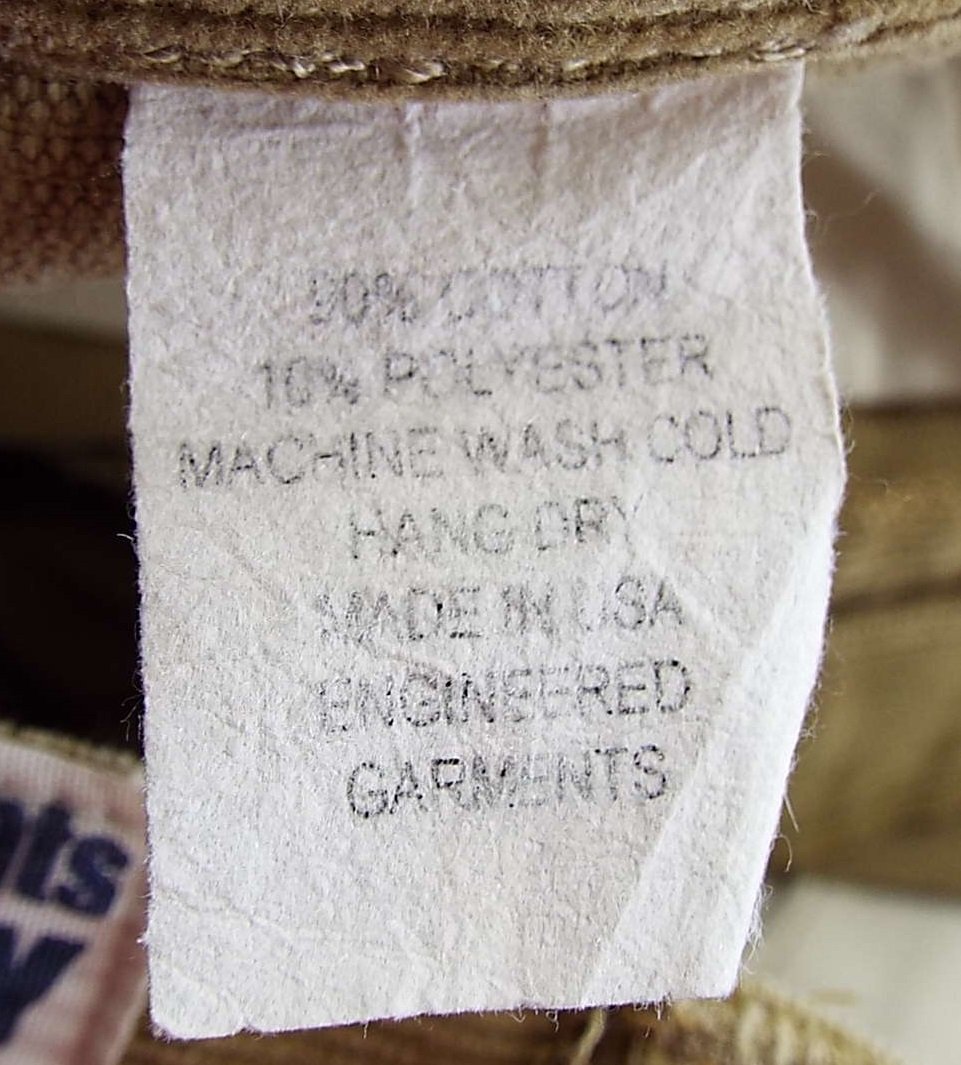 90% COTTON
10% POLYESTER
MACHINE WASH COLD
HANG DRY
MADE IN USA
ENGINEERED
GARMENTS